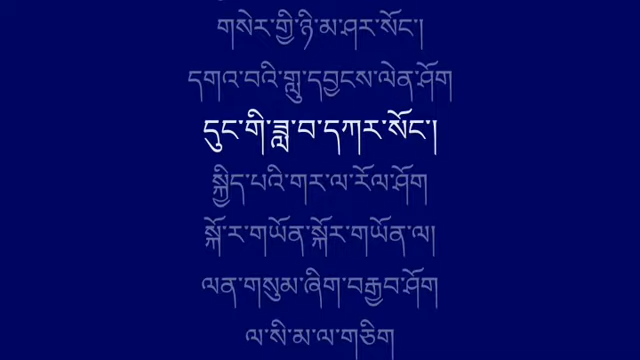 གསེར་གྱི་ཉི་མ་ཤར་སོང་།
དགའ་བའི་གླུ་དབྱངས་ལེན་ཤོག
དུང་གི་ཟླ་བ་དཀར་སོང་།
སྐྱིད་པའི་གར་ལ་རོལ་ཤོག
སྐོ་ར་གཡོན་སྐོར་གཡོན་ལ།
ལན་གསུམ་ཞིག་བརྒྱབ་ཤོག
ལ་སི་མ་ལ་གཅིག